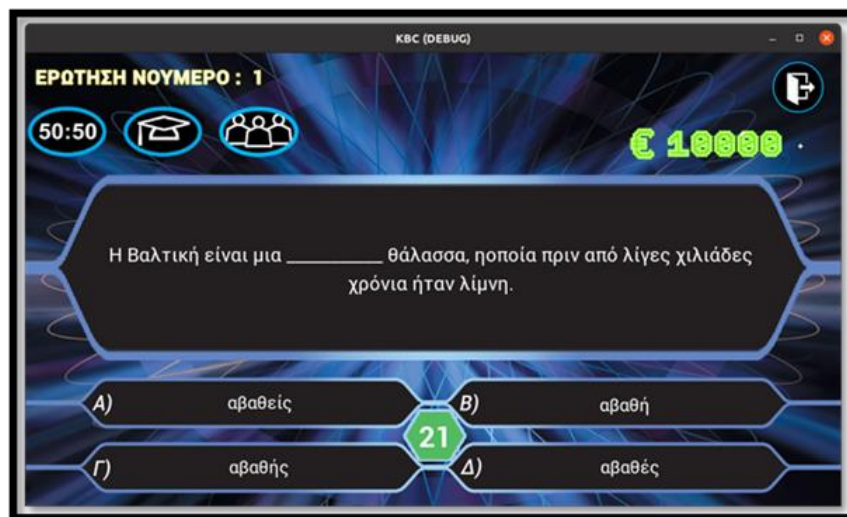 KBC (DEBUG)
ΕΡΩΤΗΣΗ ΝΟΥΜΕΡΟ : 1
50:50
€ 10000
Η Βαλτική είναι μια __________ θάλασσα, ηοποία πριν από λίγες χιλιάδες
χρόνια ήταν λίμνη.
Α) αβαθείς
Β) αβαθή
21
Γ) αβαθής
Δ) αβαθές